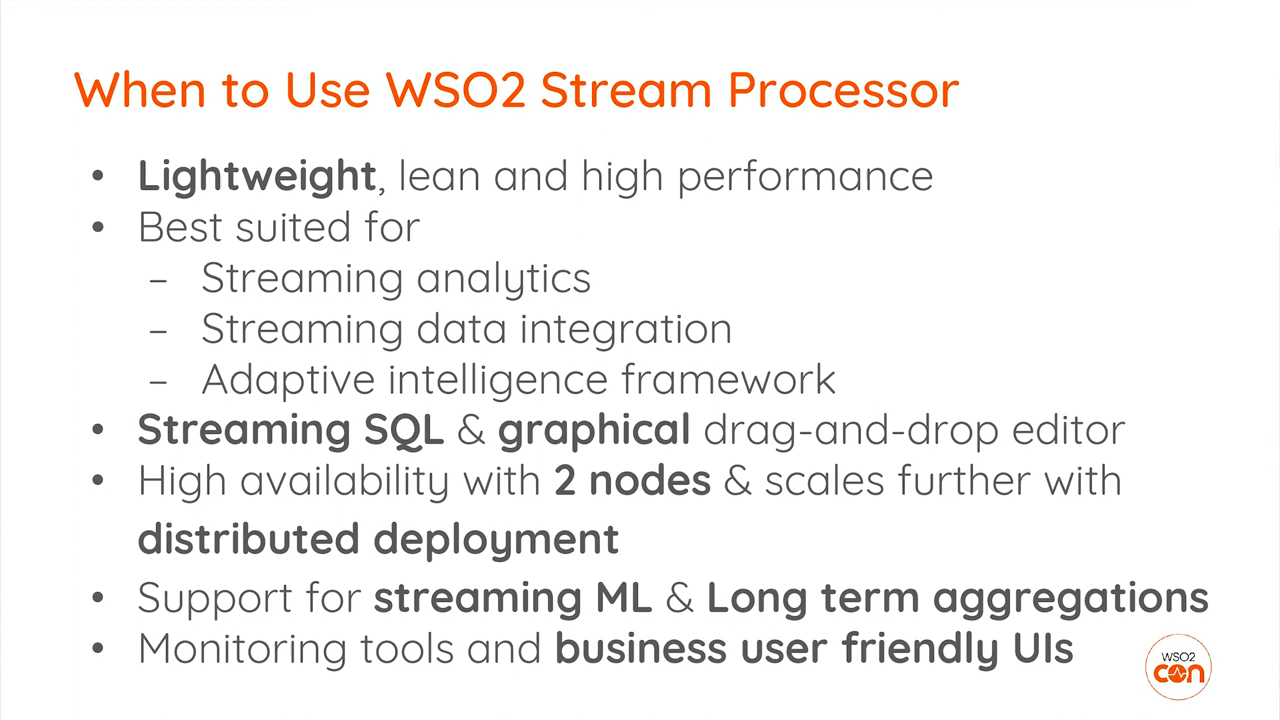 When to Use WSO2 Stream Processor
• Lightweight, lean and high performance
• Best suited for
– Streaming analytics
– Streaming data integration
– Adaptive intelligence framework
• Streaming SQL & graphical drag-and-drop editor
• High availability with 2 nodes & scales further with
distributed deployment
• Support for streaming ML & Long term aggregations
• Monitoring tools and business user friendly UIs
WSO2
con